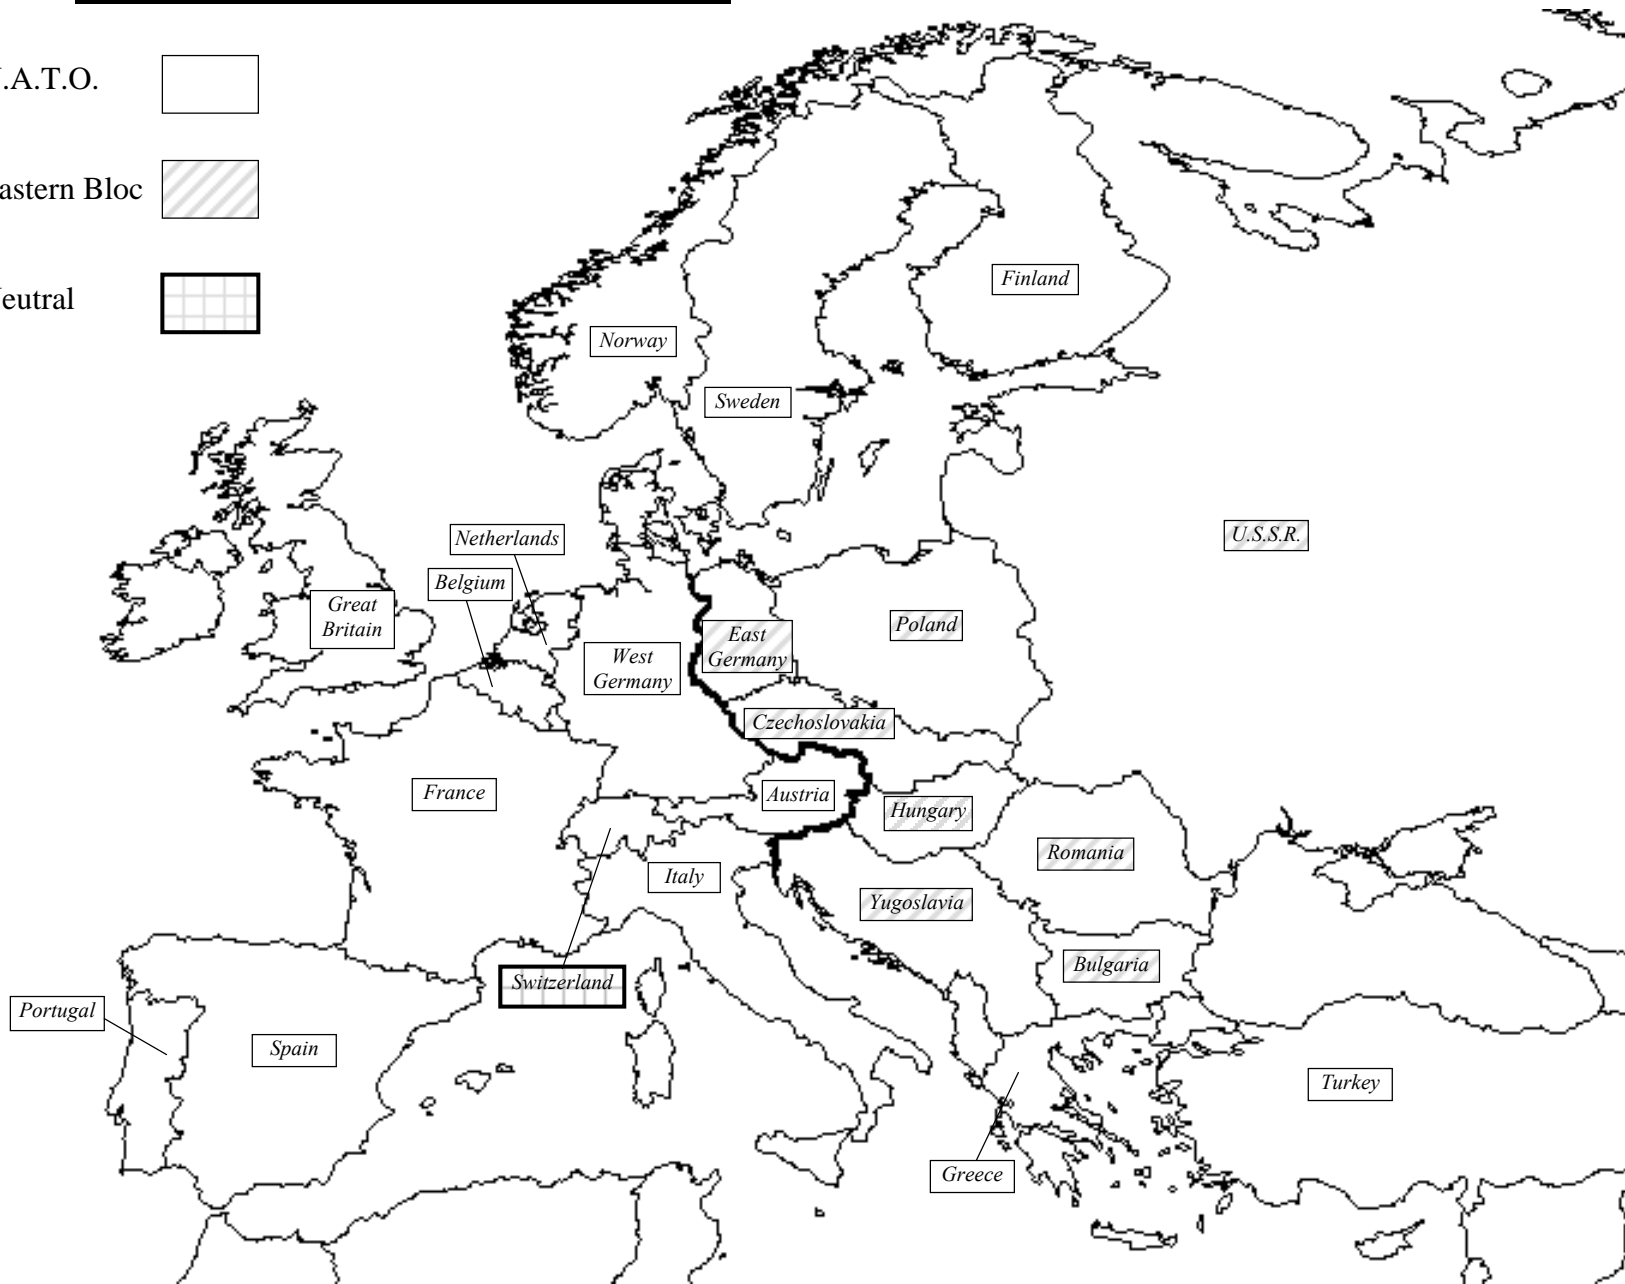 .A.T.O.
astern Bloc
eutral
Finland
Norway
Sweden
U.S.S.R.
Netherlands
Belgium
Great
Britain
West
Germany
East
Germany
Poland
Czechoslovakia
France
Austria
Hungary
Romania
Italy
Yugoslavia
Bulgaria
Switzerland
Portugal
Spain
Turkey
Greece